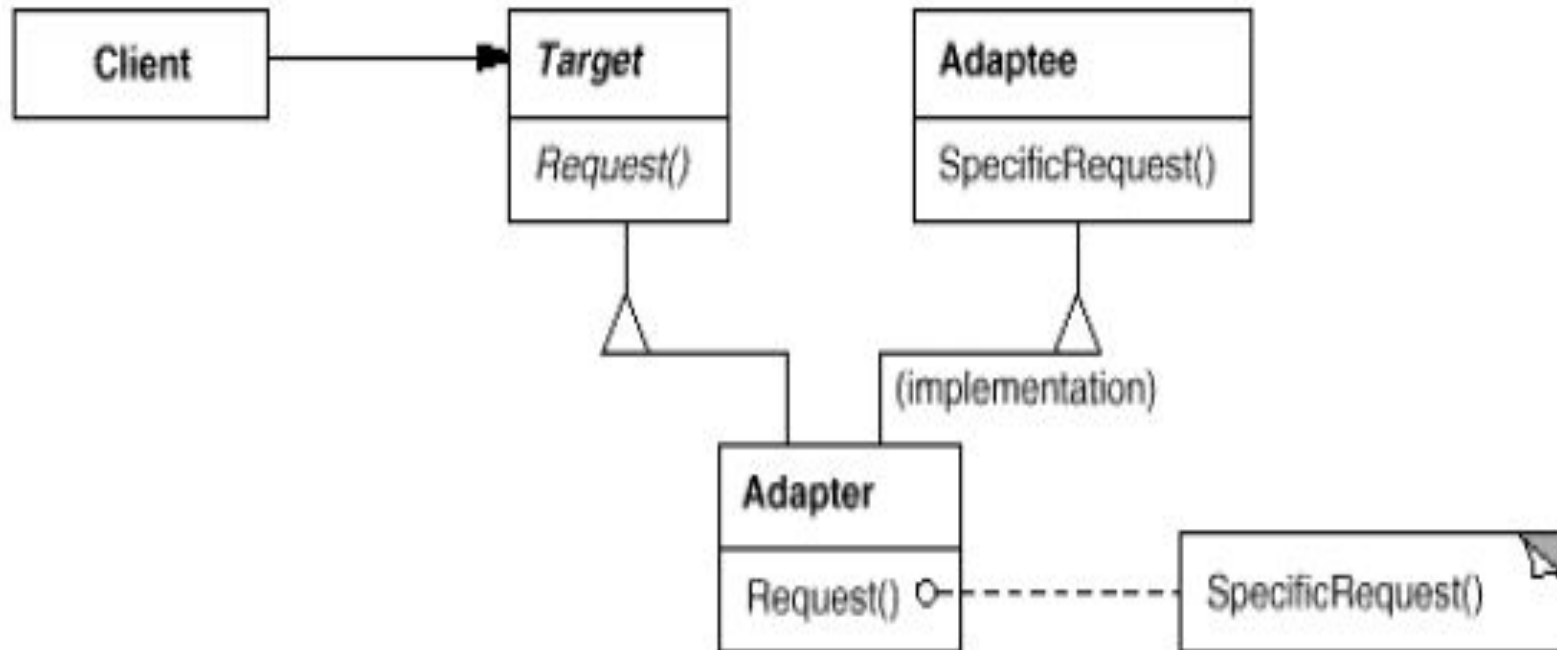 Client
Target
Request()
Adaptee
SpecificRequest()
(implementation)
Adapter
Request()
SpecificRequest()